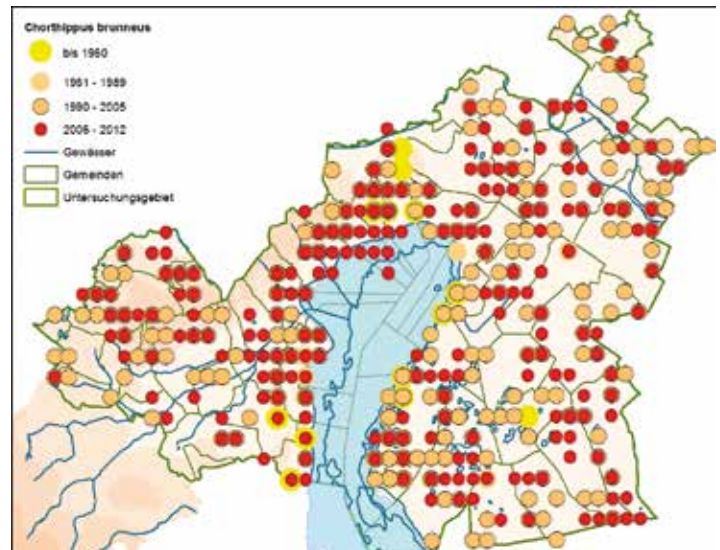 Chorthippus brunneus
bis 1960
1961 - 1989
1990 - 2005
2006 - 2012
Gewässer
Gemeinden
Untersuchungsgebiet